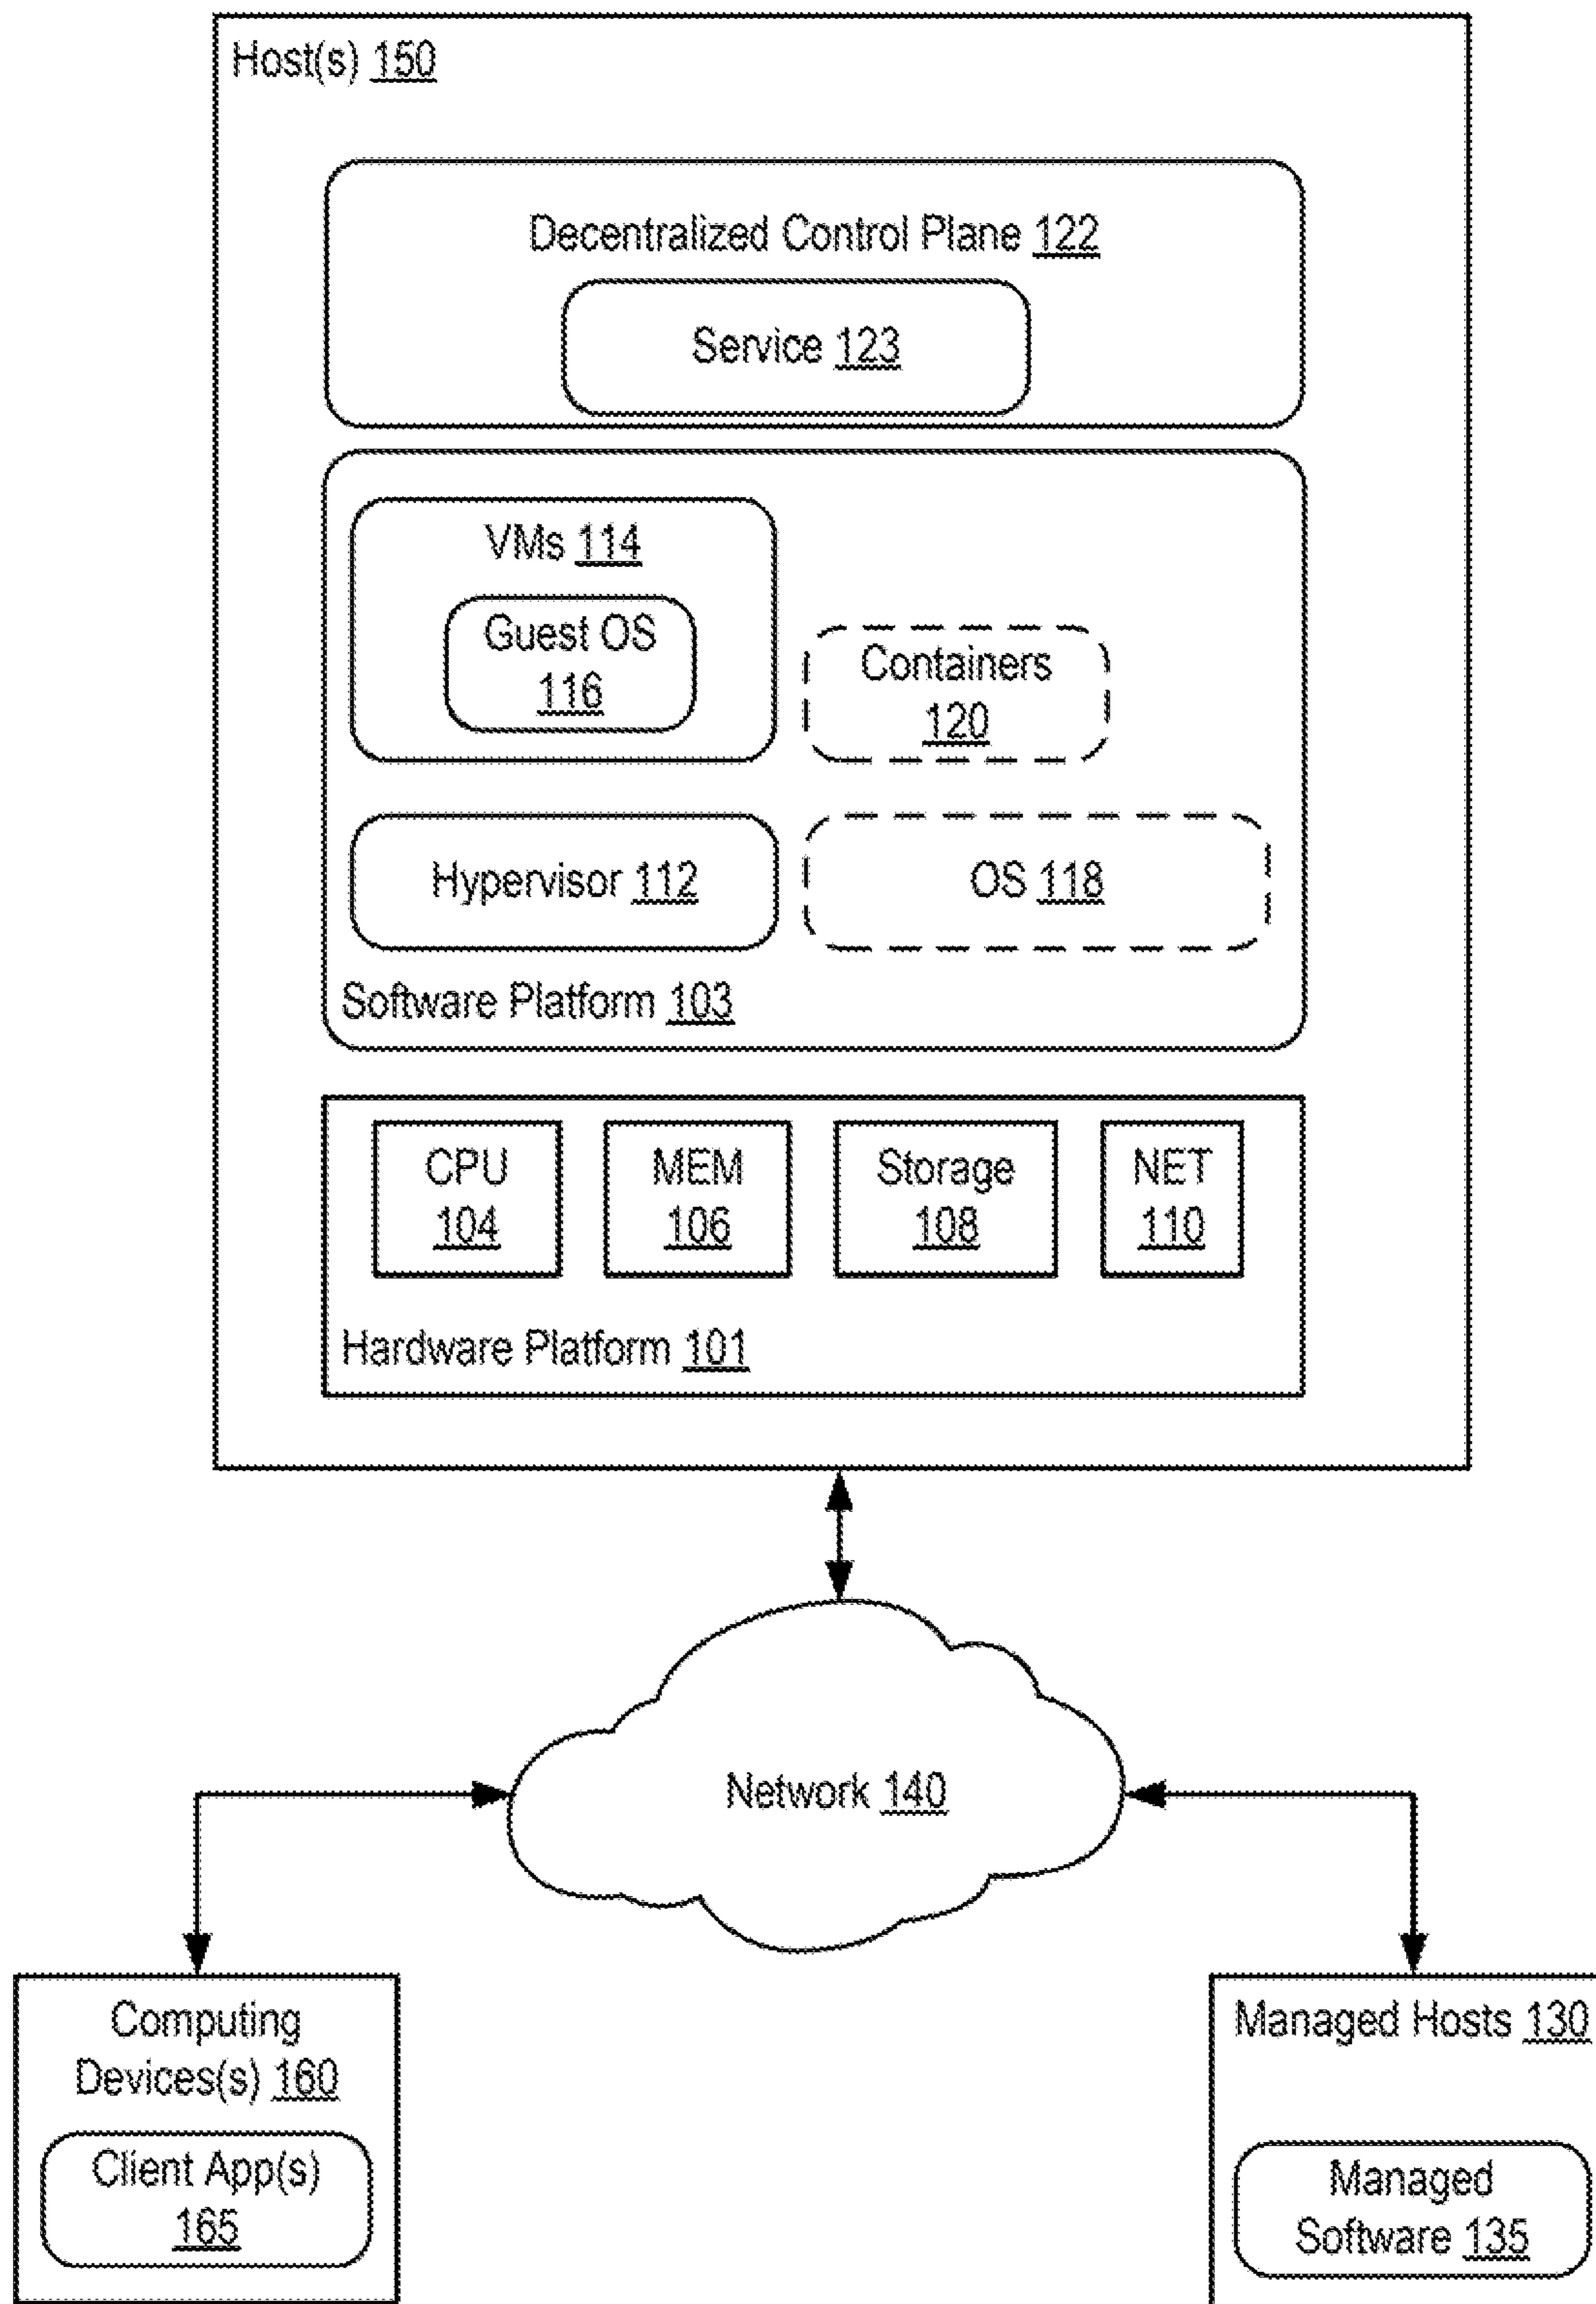 Host(s) 150
Decentralized Control Plane 122
Service 123
VMs 114
Guest OS
116
Containers
120
Hypervisor 112
OS 118
Software Platform 103
CPU
104
MEM
106
Storage
108
NET
110
Hardware Platform 101
Network 140
Computing
Devices(s) 160
Client App(s)
165
Managed Hosts 130
Managed
Software 135